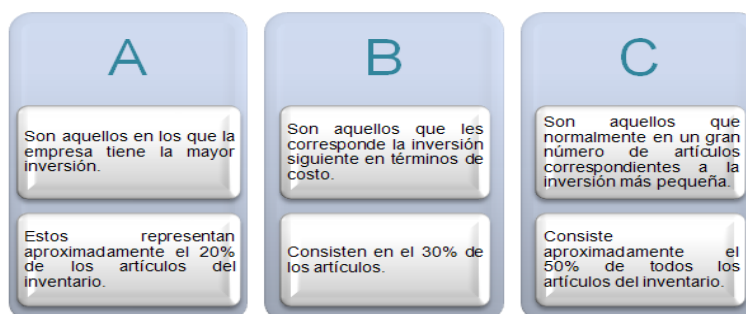 A
Son aquellos en los que la
empresa tiene la mayor
inversión.
Estos representan
aproximadamente el 20%
de los artículos del
inventario.
B
Son aquellos que les
corresponde la inversión
siguiente en términos de
costo.
Consisten en el 30% de
los artículos.
C
Son aquellos que
normalmente en un gran
número de artículos
correspondientes a la
inversión más pequeña.
Consiste
aproximadamente el
50% de todos los
artículos del inventario.